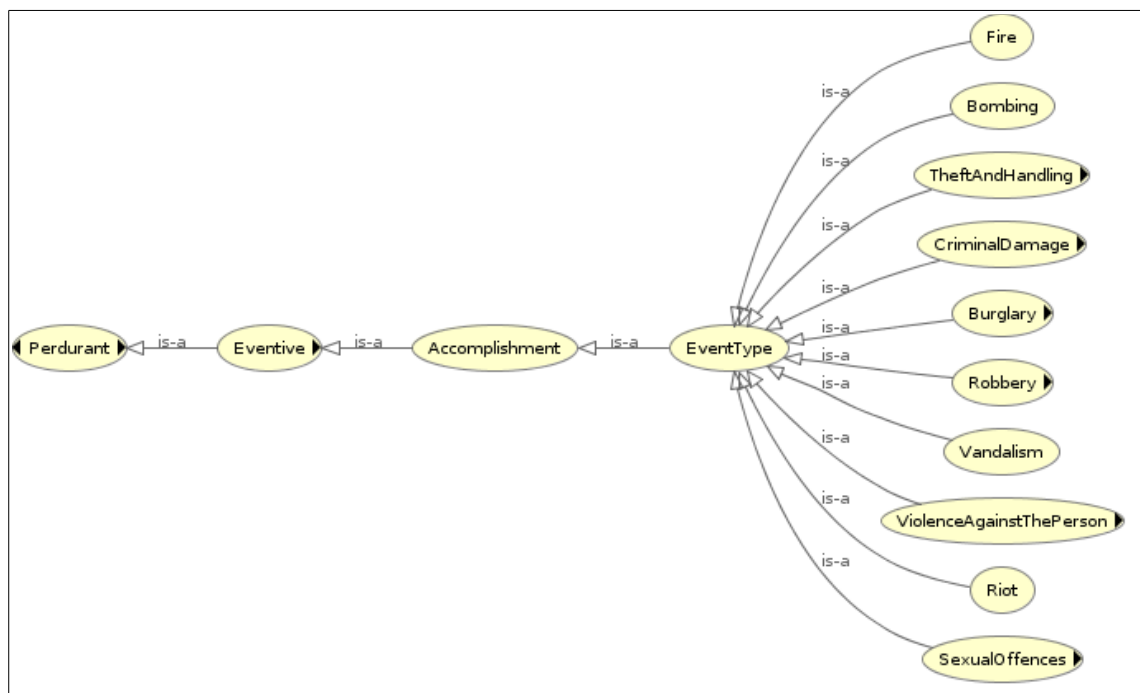 Fire
is-a
Bombing
is-a
TheftAndHandling
is-a
CriminalDamage
is-a
Burglary
is-a
Perdurant is-a Eventive is-a Accomplishment is-a EventType
is-a
Robbery
is-a
Vandalism
is-a
ViolenceAgainstThePerson
is-a
Riot
is-a
SexualOffences